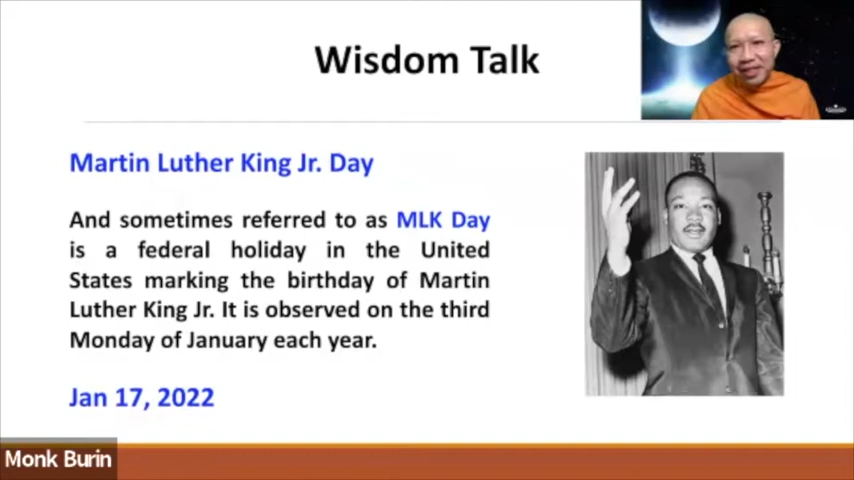 Wisdom Talk
Martin Luther King Jr. Day
And sometimes referred to as MLK Day
is a federal holiday in the United
States marking the birthday of Martin
Luther King Jr. It is observed on the third
Monday of January each year.
Jan 17, 2022
Monk Burin